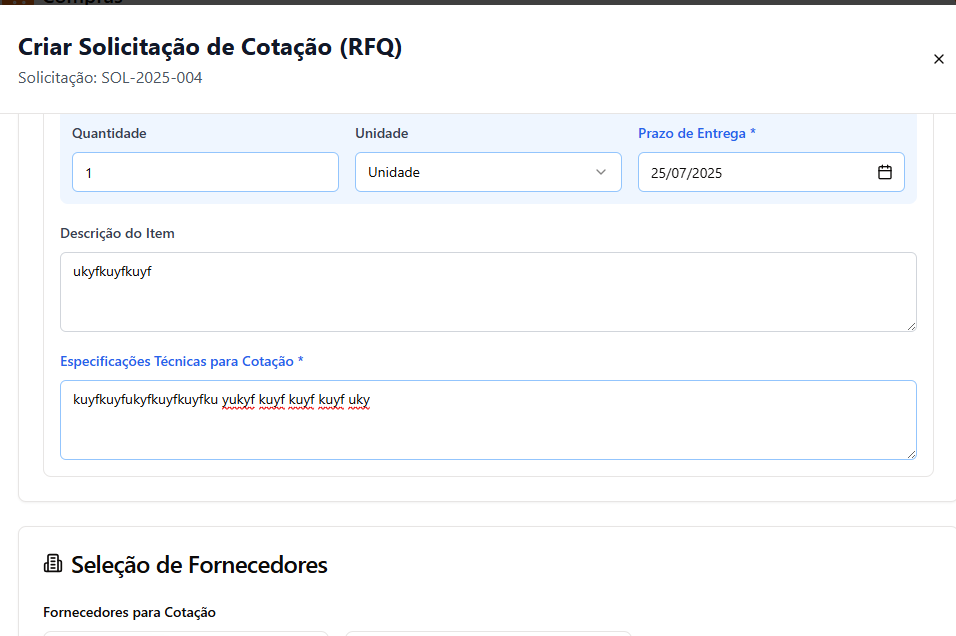 Compras
Criar Solicitação de Cotação (RFQ)
Solicitação: SOL-2025-004
Quantidade Unidade Prazo de Entrega *
1 Unidade 25/07/2025
Descrição do Item
ukyfkuyfkuyf
Especificações Técnicas para Cotação *
kuyfkuyfukyfkuyfkuyfku yukyf kuyf kuyf kuyf uky
Seleção de Fornecedores
Fornecedores para Cotação